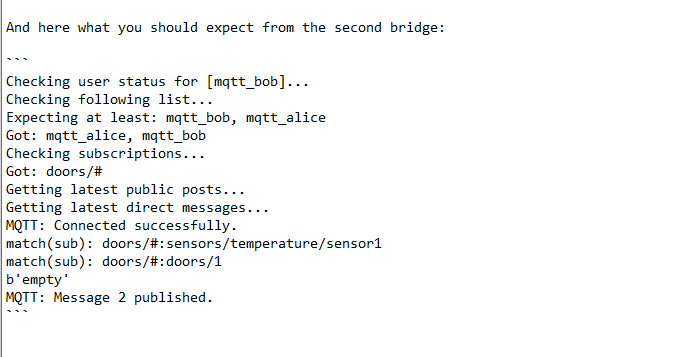 And here what you should expect from the second bridge:
```
Checking user status for [mqtt_bob]...
Checking following list...
Expecting at least: mqtt_bob, mqtt_alice
Got: mqtt_alice, mqtt_bob
Checking subscriptions...
Got: doors/#
Getting latest public posts...
Getting latest direct messages...
MQTT: Connected successfully.
match(sub): doors/#:sensors/temperature/sensor1
match(sub): doors/#:doors/1
b'empty'
MQTT: Message 2 published.
```